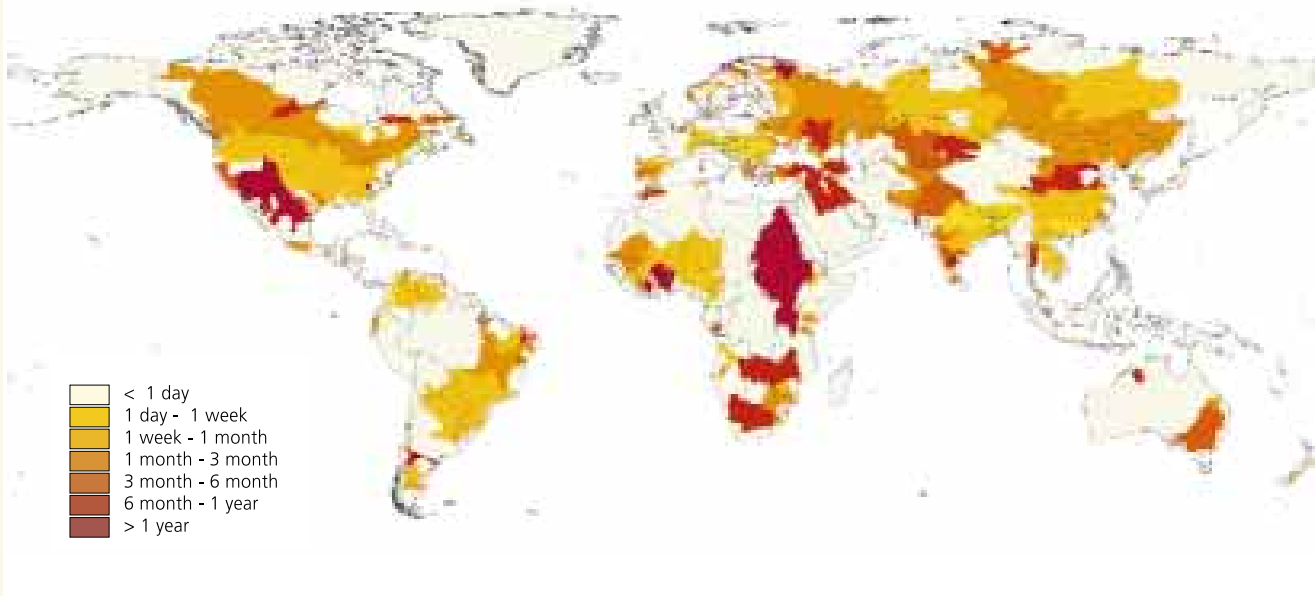 < 1 day
1 day - 1 week
1 week - 1 month
1 month - 3 month
3 month - 6 month
6 month - 1 year
> 1 year